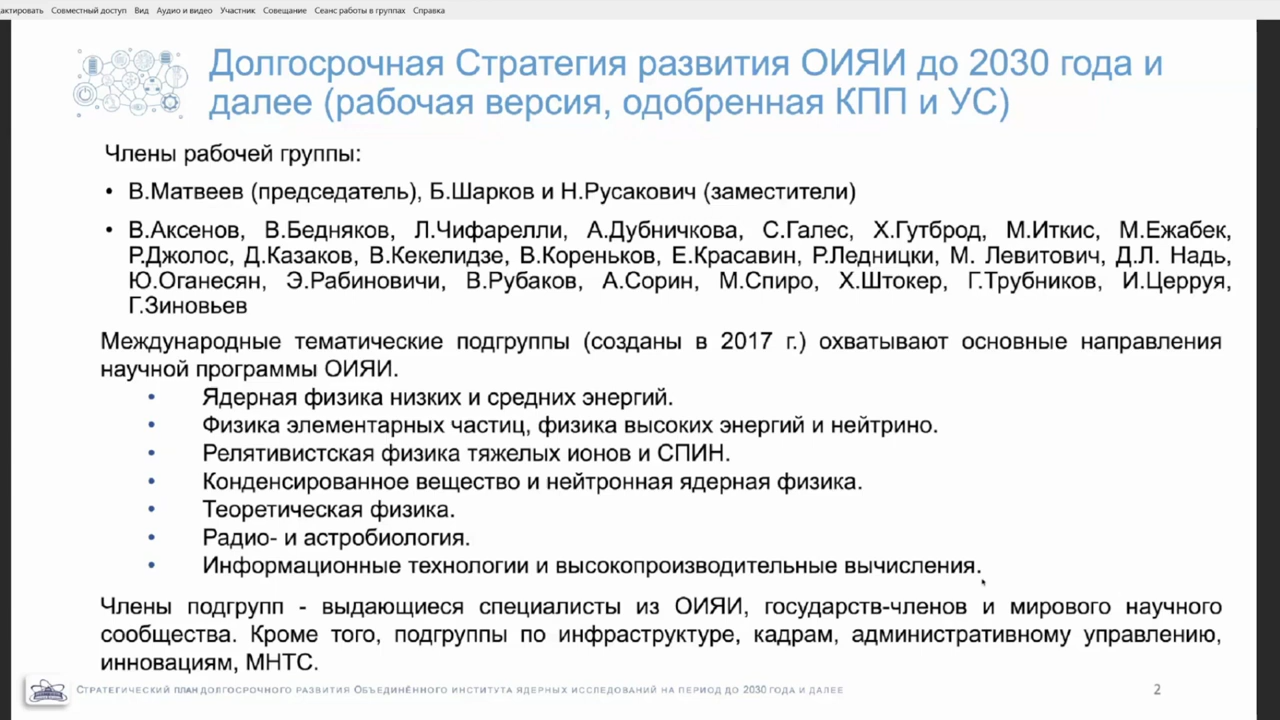 Совместный доступ Вид Аудио и видео Участник Совещание Сеанс работы в группах Справка
Долгосрочная Стратегия развития ОИЯИ до 2030 года и
далее (рабочая версия, одобренная КПП и УС)
Члены рабочей группы:
• В.Матвеев (председатель), Б.Шарков и Н.Русакович (заместители)
• В.Аксенов, В.Бедняков, Л.Чифарелли, А.Дубничкова, С.Галес, Х.Гутброд, М.Иткис, М.Ежабек,
Р.Джолос, Д.Казаков, В.Кекелидзе, В.Кореньков, Е.Красавин, Р.Ледницки, М. Левитович, Д.Л. Надь,
Ю.Оганесян, Э.Рабиновичи, В.Рубаков, А.Сорин, М.Спиро, Х.Штокер, Г.Трубников, И.Церруя,
Г.Зиновьев
Международные тематические подгруппы (созданы в 2017 г.) охватывают основные направления
научной программы ОИЯИ.
• Ядерная физика низких и средних энергий.
• Физика элементарных частиц, физика высоких энергий и нейтрино.
• Релятивистская физика тяжелых ионов и СПИН.
• Конденсированное вещество и нейтронная ядерная физика.
• Теоретическая физика.
• Радио- и астробиология.
• Информационные технологии и высокопроизводительные вычисления.
Члены подгрупп - выдающиеся специалисты из ОИЯИ, государств-членов и мирового научного
сообщества. Кроме того, подгруппы по инфраструктуре, кадрам, административному управлению,
инновациям, МНТС.
Стратегический план долгосрочного развития Объединённого института ядерных исследований на период до 2030 года и далее
2